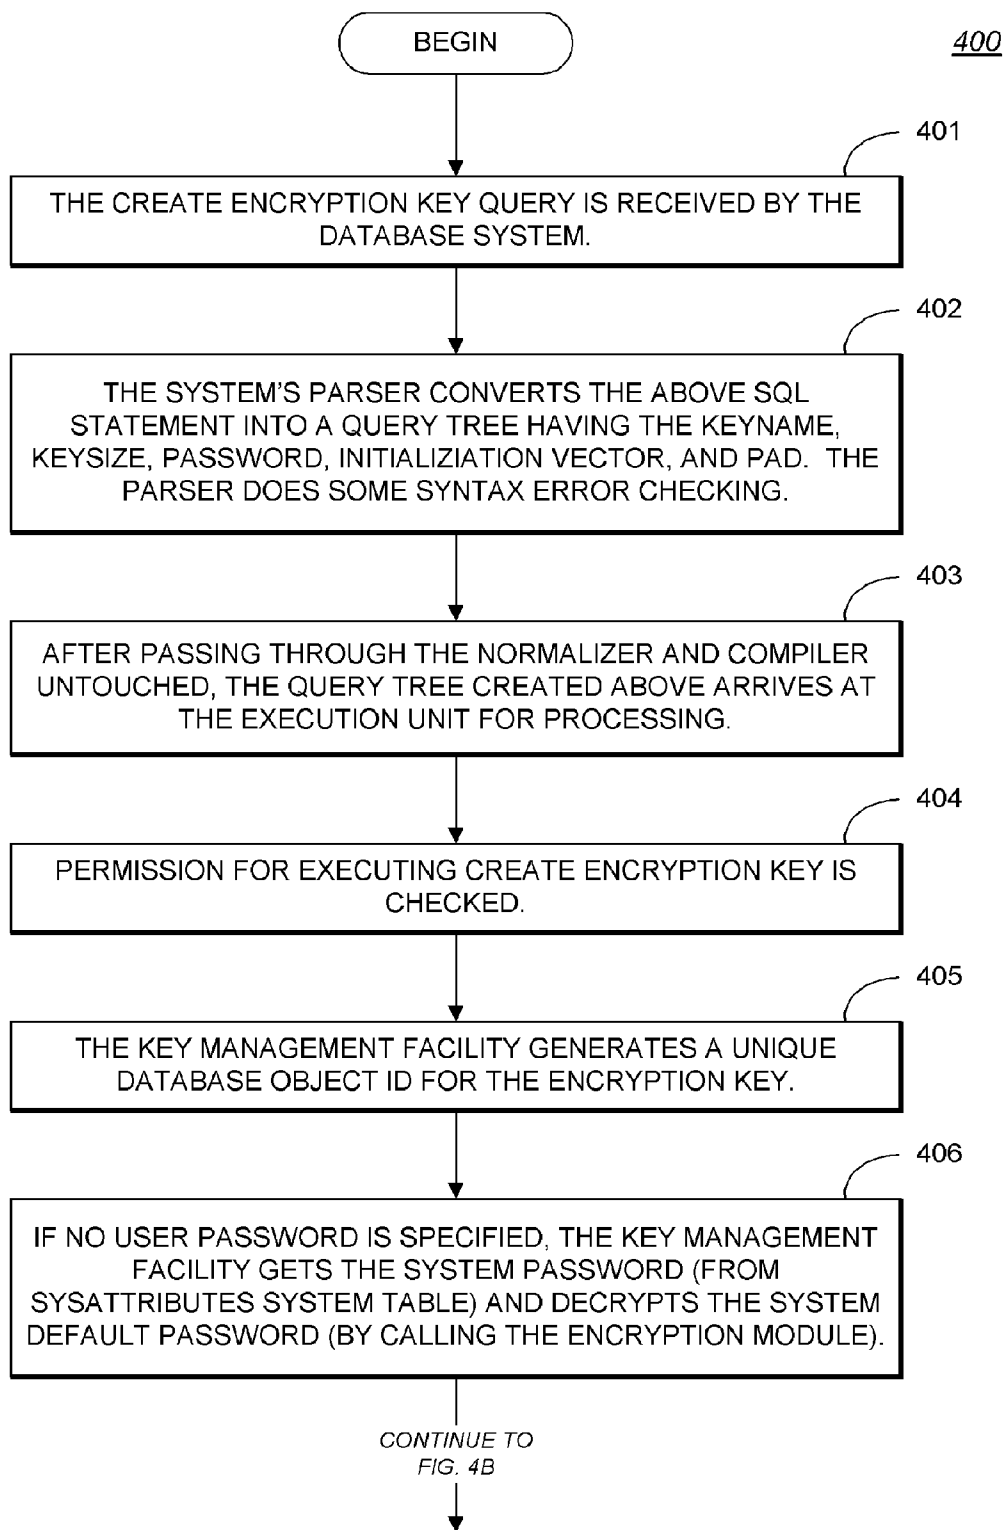 BEGIN
400
401
THE CREATE ENCRYPTION KEY QUERY IS RECEIVED BY THE
DATABASE SYSTEM.
402
THE SYSTEM'S PARSER CONVERTS THE ABOVE SQL
STATEMENT INTO A QUERY TREE HAVING THE KEYNAME,
KEYSIZE, PASSWORD, INITIALIZIATION VECTOR, AND PAD. THE
PARSER DOES SOME SYNTAX ERROR CHECKING.
403
AFTER PASSING THROUGH THE NORMALIZER AND COMPILER
UNTOUCHED, THE QUERY TREE CREATED ABOVE ARRIVES AT
THE EXECUTION UNIT FOR PROCESSING.
404
PERMISSION FOR EXECUTING CREATE ENCRYPTION KEY IS
CHECKED.
405
THE KEY MANAGEMENT FACILITY GENERATES A UNIQUE
DATABASE OBJECT ID FOR THE ENCRYPTION KEY.
406
IF NO USER PASSWORD IS SPECIFIED, THE KEY MANAGEMENT
FACILITY GETS THE SYSTEM PASSWORD (FROM
SYSATTRIBUTES SYSTEM TABLE) AND DECRYPTS THE SYSTEM
DEFAULT PASSWORD (BY CALLING THE ENCRYPTION MODULE).
CONTINUE TO
FIG. 4B